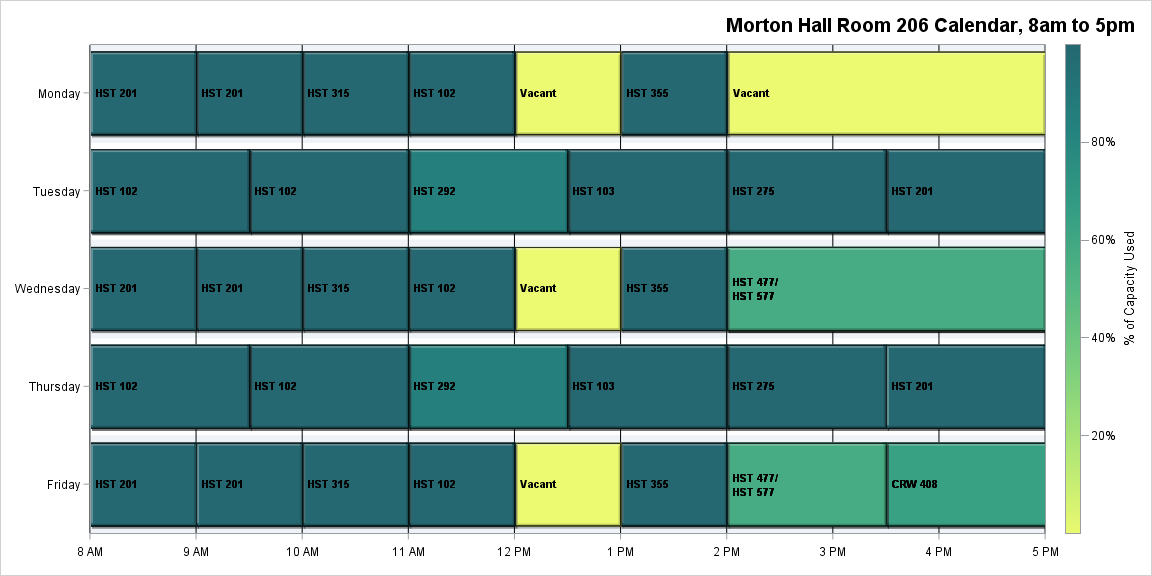 Morton Hall Room 206 Calendar, 8am to 5pm
Monday
HST 201
HST 201
HST 315
HST 102
Vacant
HST 355
Vacant
Tuesday
HST 102
HST 102
HST 292
HST 103
HST 275
HST 201
Wednesday
HST 201
HST 201
HST 315
HST 102
Vacant
HST 355
HST 477/
HST 577
Thursday
HST 102
HST 102
HST 292
HST 103
HST 275
HST 201
Friday
HST 201
HST 201
HST 315
HST 102
Vacant
HST 355
HST 477/
HST 577
CRW 408
8 AM
9 AM
10 AM
11 AM
12 PM
1 PM
2 PM
3 PM
4 PM
5 PM
80%
60%
40%
20%
% of Capacity Used